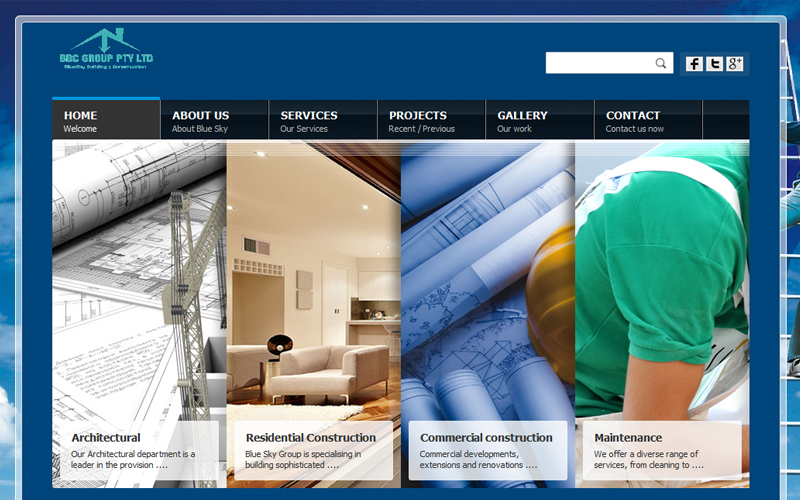 BBC GROUP PTY LTD
BlueSky Building & Construction
HOME
Welcome
ABOUT US
About Blue Sky
SERVICES
Our Services
PROJECTS
Recent / Previous
GALLERY
Our work
CONTACT
Contact us now
Architectural
Our Architectural department is a
leader in the provision ....
Residential Construction
Blue Sky Group is specialising in
building sophisticated ....
Commercial construction
Commercial developments,
extensions and renovations ....
Maintenance
We offer a diverse range of
services, from cleaning to ....